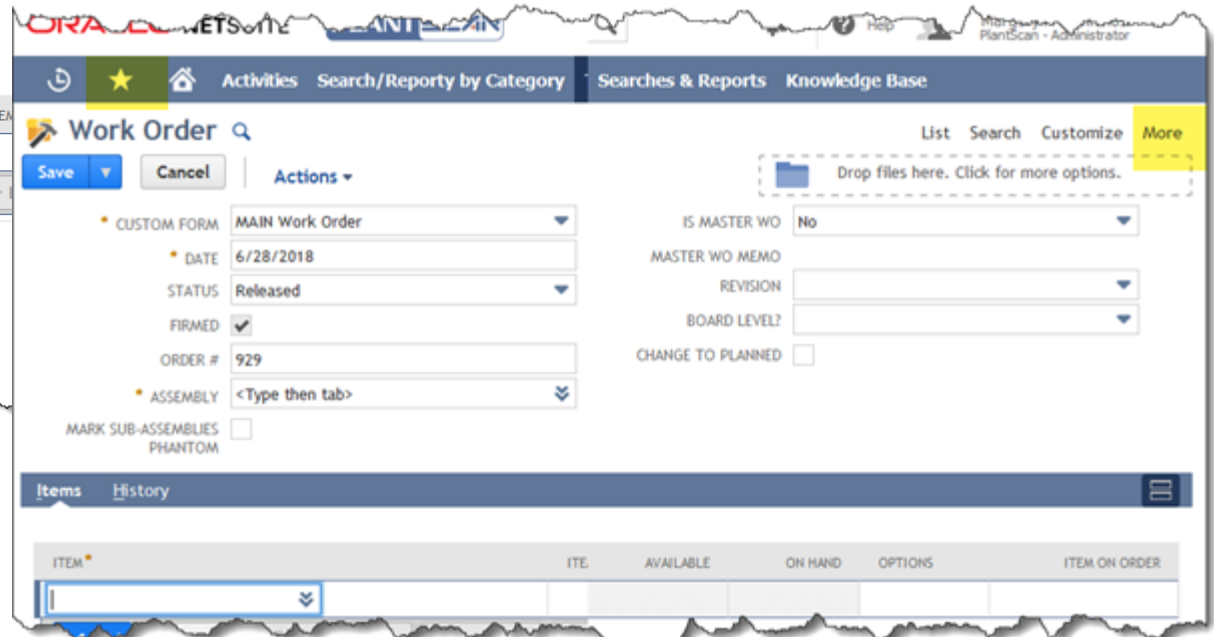 Help
PlantScan - Administrator
Activities Search/Reporty by Category Searches & Reports Knowledge Base
Work Order
List Search Customize More
Save Cancel Actions
Drop files here. Click for more options.
CUSTOM FORM MAIN Work Order
IS MASTER WO No
* DATE 6/28/2018
MASTER WO MEMO
STATUS Released
REVISION
FIRMED
BOARD LEVEL?
ORDER # 929
CHANGE TO PLANNED
* ASSEMBLY <Type then tab>
MARK SUB-ASSEMBLIES
PHANTOM
Items History
ITEM* ITE AVAILABLE ON HAND OPTIONS ITEM ON ORDER